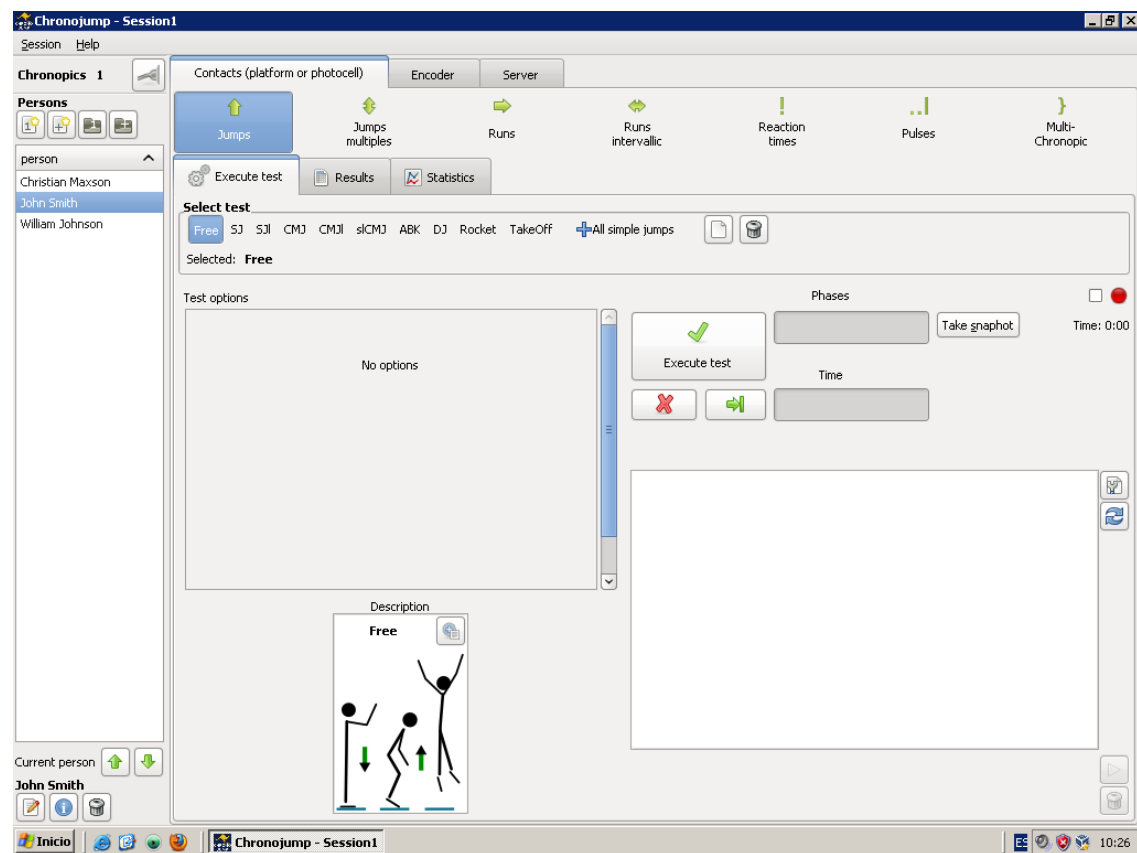 Chronojump - Session1
Session Help
Chronopics 1
Contacts (platform or photocell) Encoder Server
Persons
Jumps
Jumps multiples
Runs
Runs intervallic
Reaction times
Pulses
Multi-Chronopic
person
Christian Maxson
John Smith
William Johnson
Execute test Results Statistics
Select test
Free SJ SJl CMJ CMJl slCMJ ABK DJ Rocket TakeOff All simple jumps
Selected: Free
Test options
No options
Phases
Execute test
Take snaphot
Time: 0:00
Time
Description
Free
Current person
John Smith
Inicio
Chronojump - Session1
ES
10:26